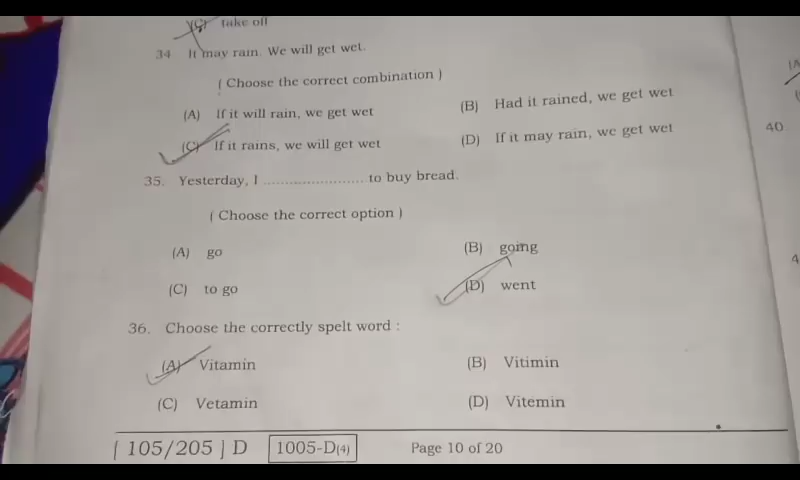 (C) take off
34 It may rain. We will get wet.
( Choose the correct combination )
(A) If it will rain, we get wet (B) Had it rained, we get wet
(C) If it rains, we will get wet (D) If it may rain, we get wet
40.
35. Yesterday, I ........................ to buy bread.
( Choose the correct option )
(A) go (B) going
(C) to go (D) went
36. Choose the correctly spelt word :
(A) Vitamin (B) Vitimin
(C) Vetamin (D) Vitemin
[ 105/205 ] D 1005-D(4) Page 10 of 20